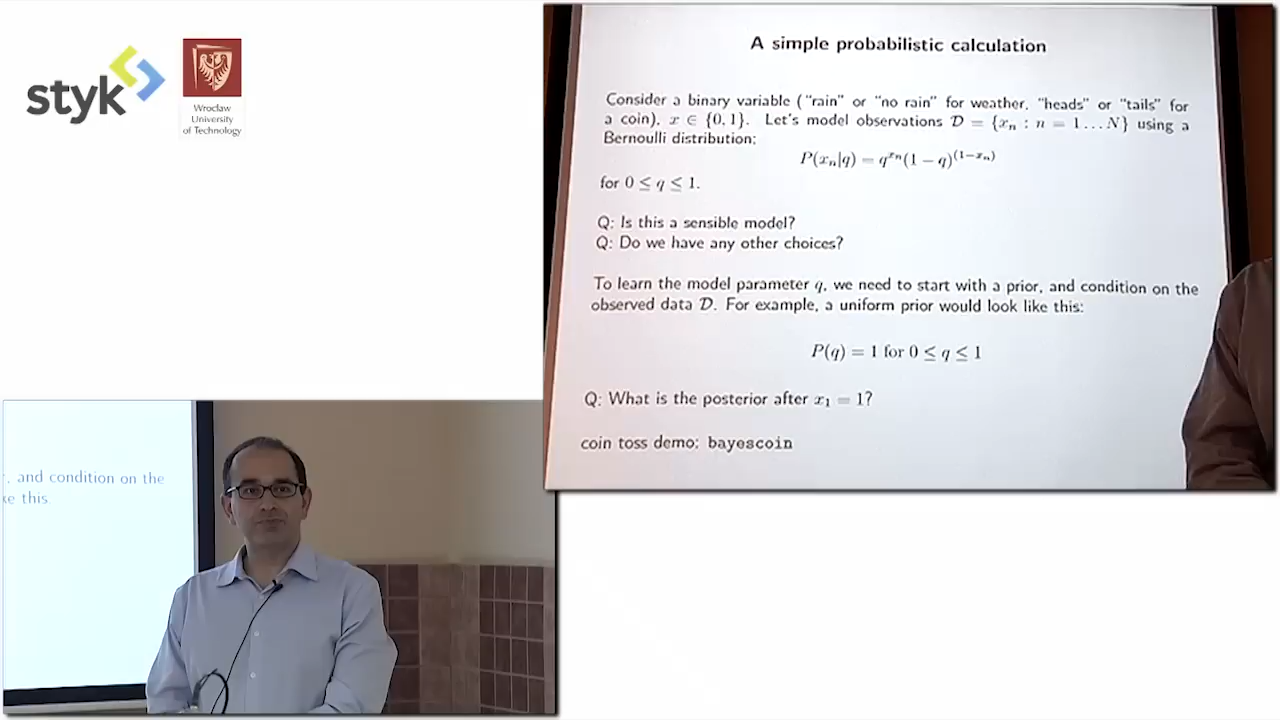 styk
Wrocław
University
of Technology
A simple probabilistic calculation
Consider a binary variable ("rain" or "no rain" for weather, "heads" or "tails" for
a coin), x ∈ {0, 1}. Let's model observations 𝒟 = {xₙ : n = 1 … N} using a
Bernoulli distribution:
P(xₙ|q) = q^{xₙ}(1 − q)^{(1−xₙ)}
for 0 ≤ q ≤ 1.
Q: Is this a sensible model?
Q: Do we have any other choices?
To learn the model parameter q, we need to start with a prior, and condition on the
observed data 𝒟. For example, a uniform prior would look like this:
P(q) = 1 for 0 ≤ q ≤ 1
Q: What is the posterior after x₁ = 1?
coin toss demo: bayescoin
, and condition on the
ke this.